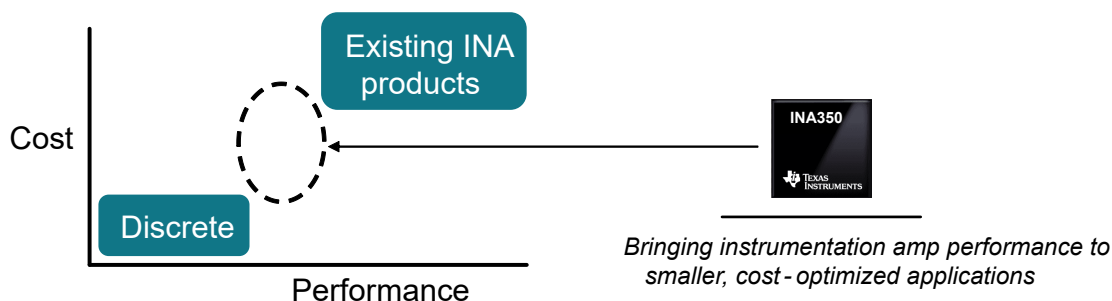 Existing INA
products
Cost
INA350
TEXAS
INSTRUMENTS
Discrete
Bringing instrumentation amp performance to
smaller, cost-optimized applications
Performance